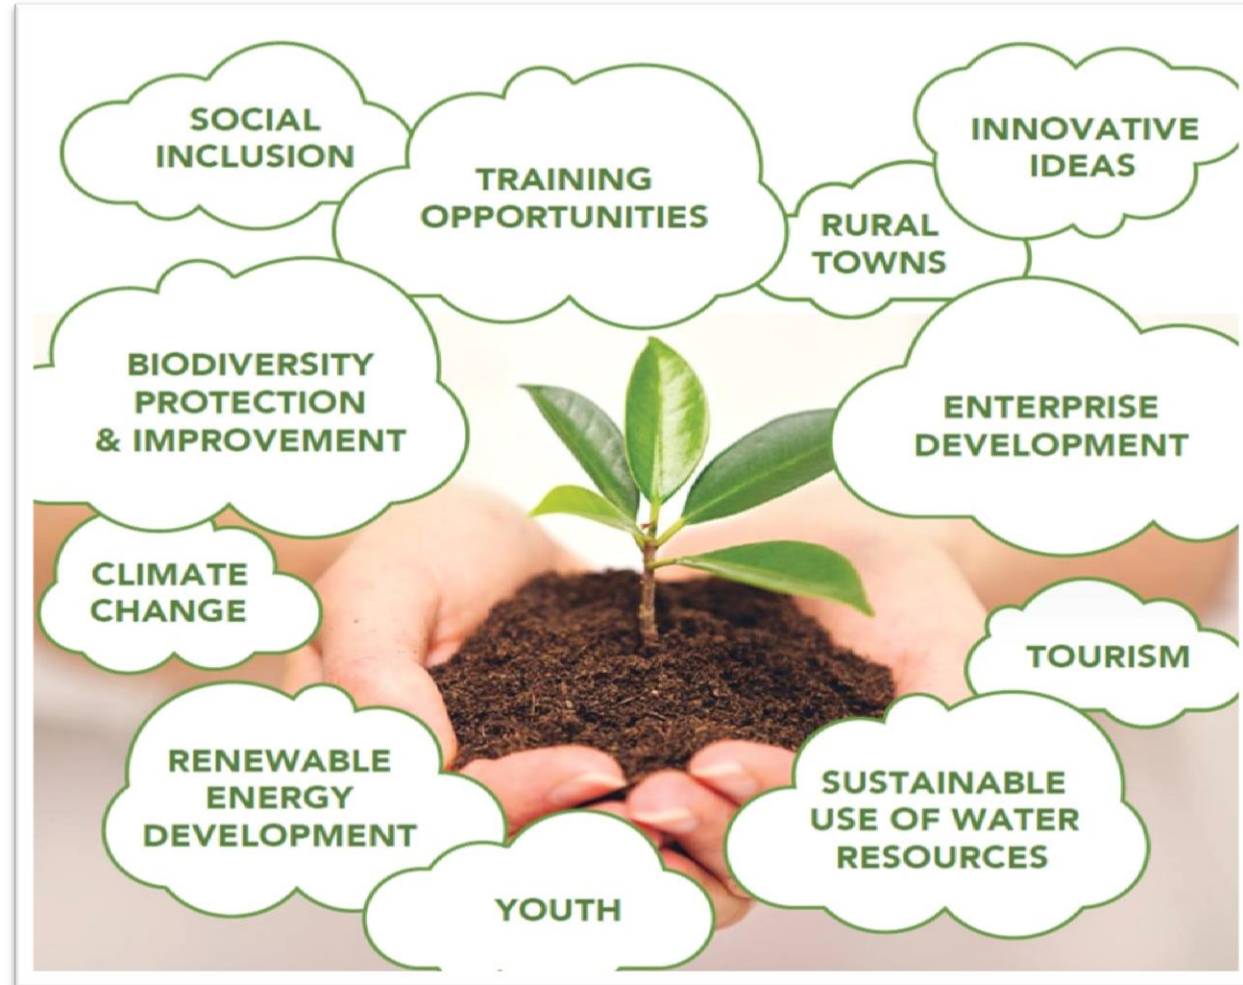 SOCIAL
INCLUSION
TRAINING
OPPORTUNITIES
INNOVATIVE
IDEAS
RURAL
TOWNS
BIODIVERSITY
PROTECTION
& IMPROVEMENT
ENTERPRISE
DEVELOPMENT
CLIMATE
CHANGE
TOURISM
RENEWABLE
ENERGY
DEVELOPMENT
SUSTAINABLE
USE OF WATER
RESOURCES
YOUTH